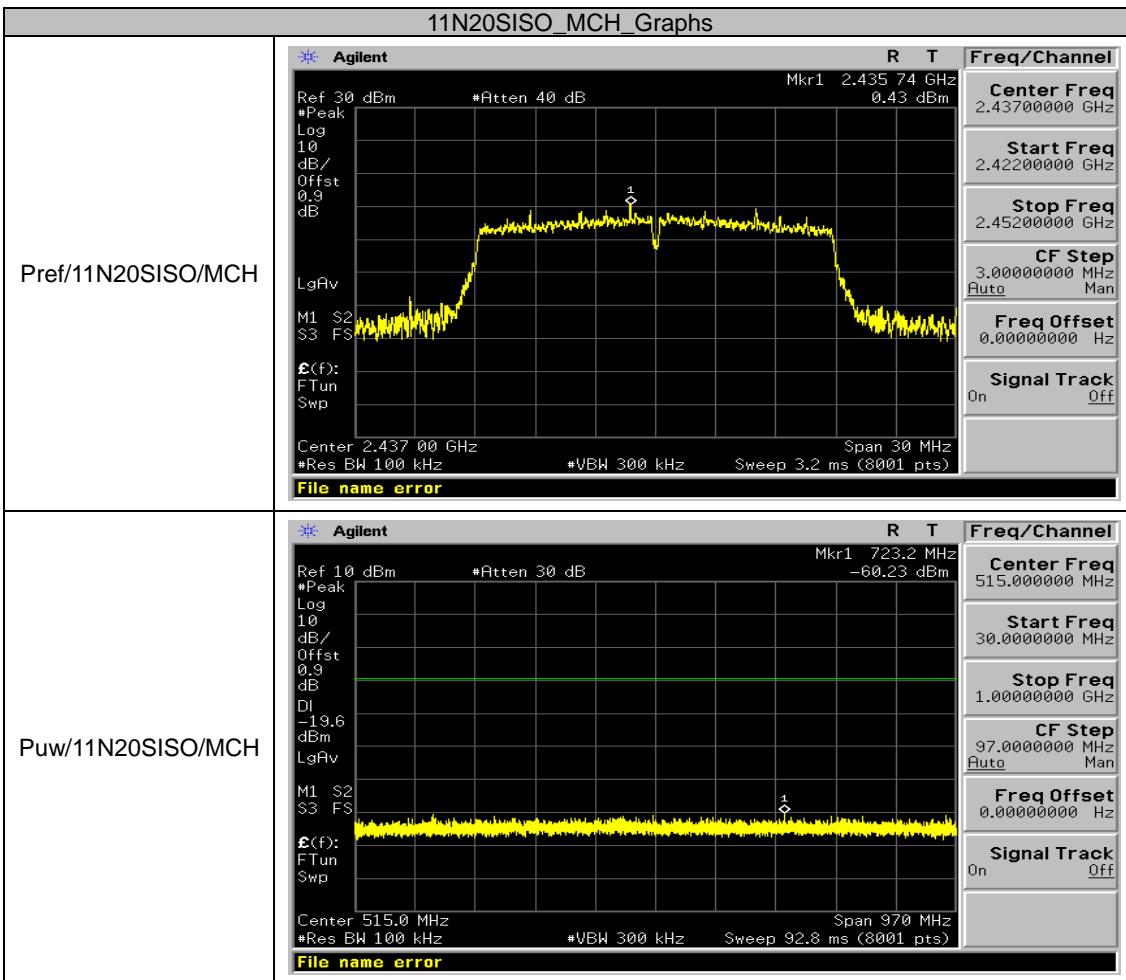 11N20SISO_MCH_Graphs
Pref/11N20SISO/MCH
Agilent R T
Mkr1 2.435 74 GHz
Ref 30 dBm #Atten 40 dB 0.43 dBm
#Peak
Log
10
dB/
Offst
0.9
dB
LgAv
M1 S2
S3 FS
£(f):
FTun
Swp
1
Center 2.437 00 GHz Span 30 MHz
#Res BW 100 kHz #VBW 300 kHz Sweep 3.2 ms (8001 pts)
File name error
Freq/Channel
Center Freq
2.43700000 GHz
Start Freq
2.42200000 GHz
Stop Freq
2.45200000 GHz
CF Step
3.00000000 MHz
Auto Man
Freq Offset
0.00000000 Hz
Signal Track
On Off
Puw/11N20SISO/MCH
Agilent R T
Mkr1 723.2 MHz
Ref 10 dBm #Atten 30 dB -60.23 dBm
#Peak
Log
10
dB/
Offst
0.9
dB
DI
-19.6
dBm
LgAv
M1 S2
S3 FS
£(f):
FTun
Swp
1
Center 515.0 MHz Span 970 MHz
#Res BW 100 kHz #VBW 300 kHz Sweep 92.8 ms (8001 pts)
File name error
Freq/Channel
Center Freq
515.000000 MHz
Start Freq
30.0000000 MHz
Stop Freq
1.00000000 GHz
CF Step
97.0000000 MHz
Auto Man
Freq Offset
0.00000000 Hz
Signal Track
On Off